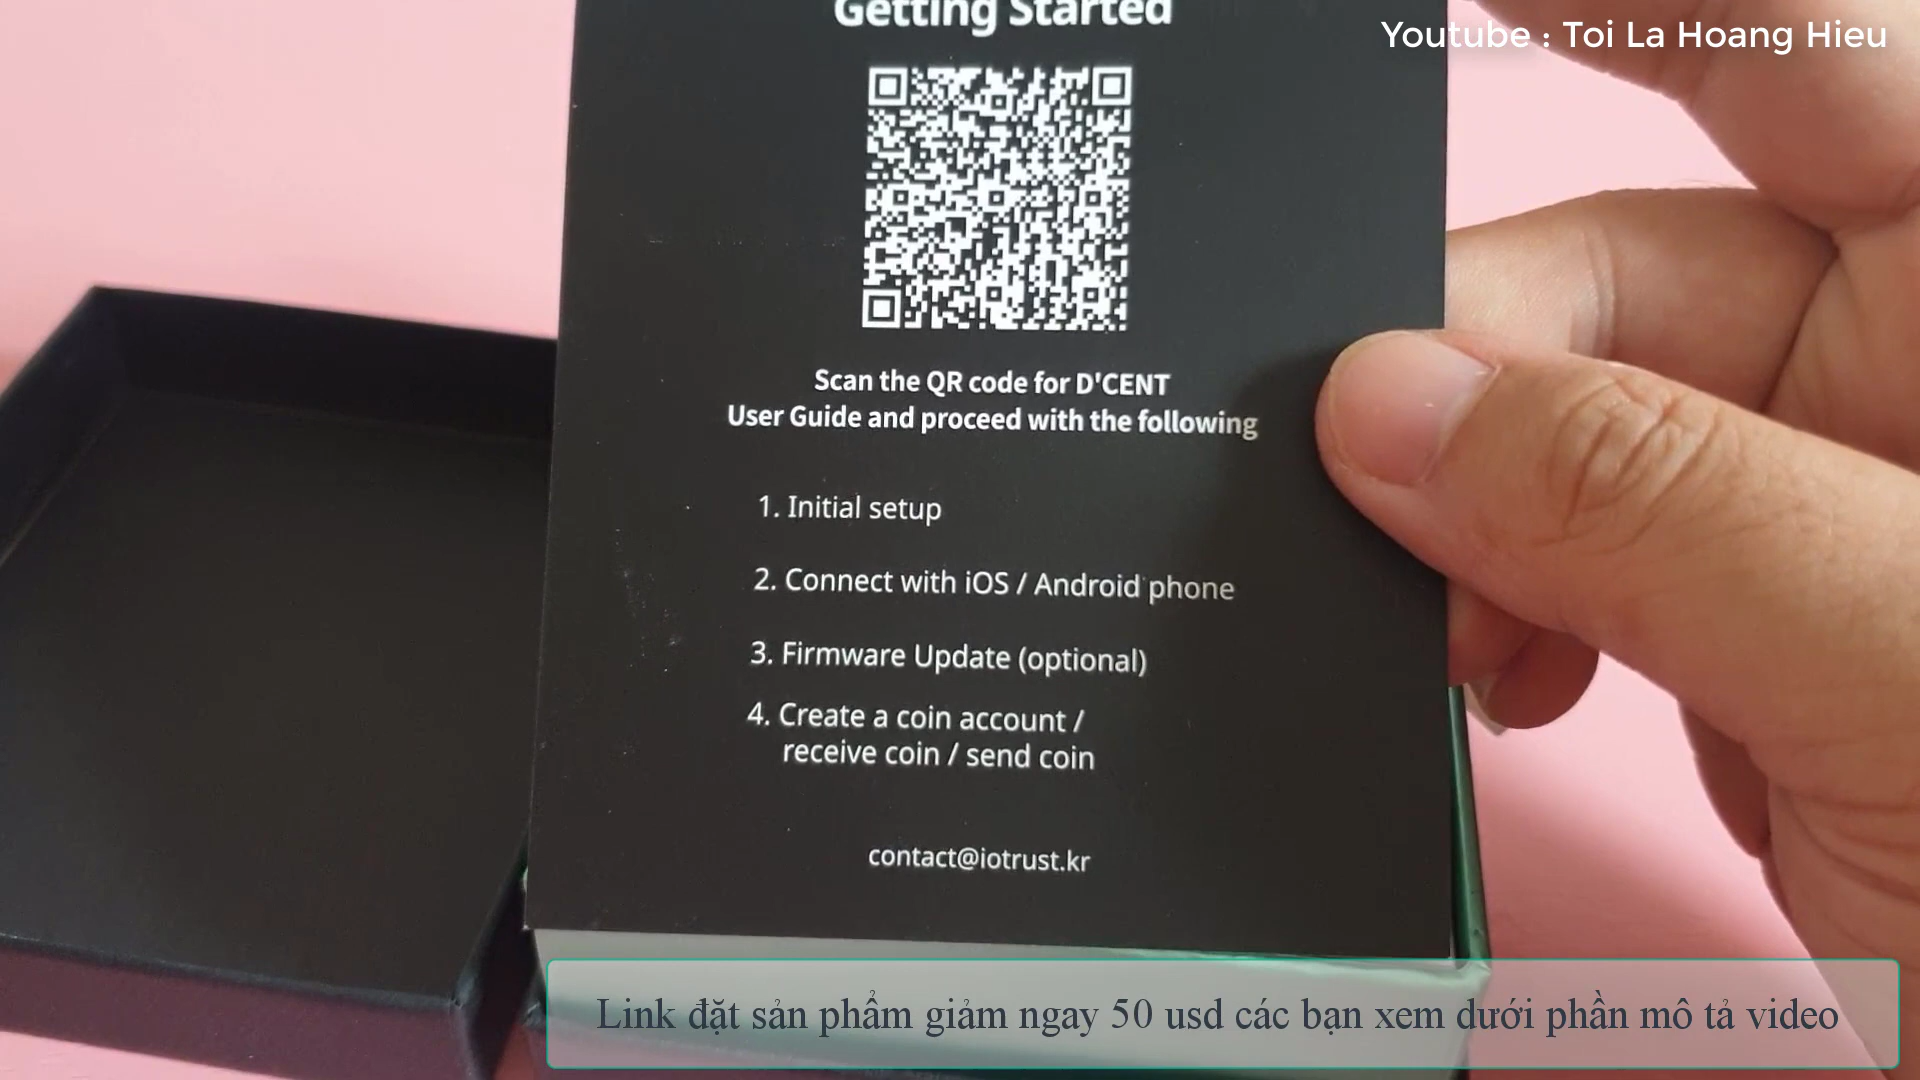 Getting Started
Youtube : Toi La Hoang Hieu
Scan the QR code for D'CENT
User Guide and proceed with the following
1. Initial setup
2. Connect with iOS / Android phone
3. Firmware Update (optional)
4. Create a coin account /
receive coin / send coin
contact@iotrust.kr
Link đặt sản phẩm giảm ngay 50 usd các bạn xem dưới phần mô tả video